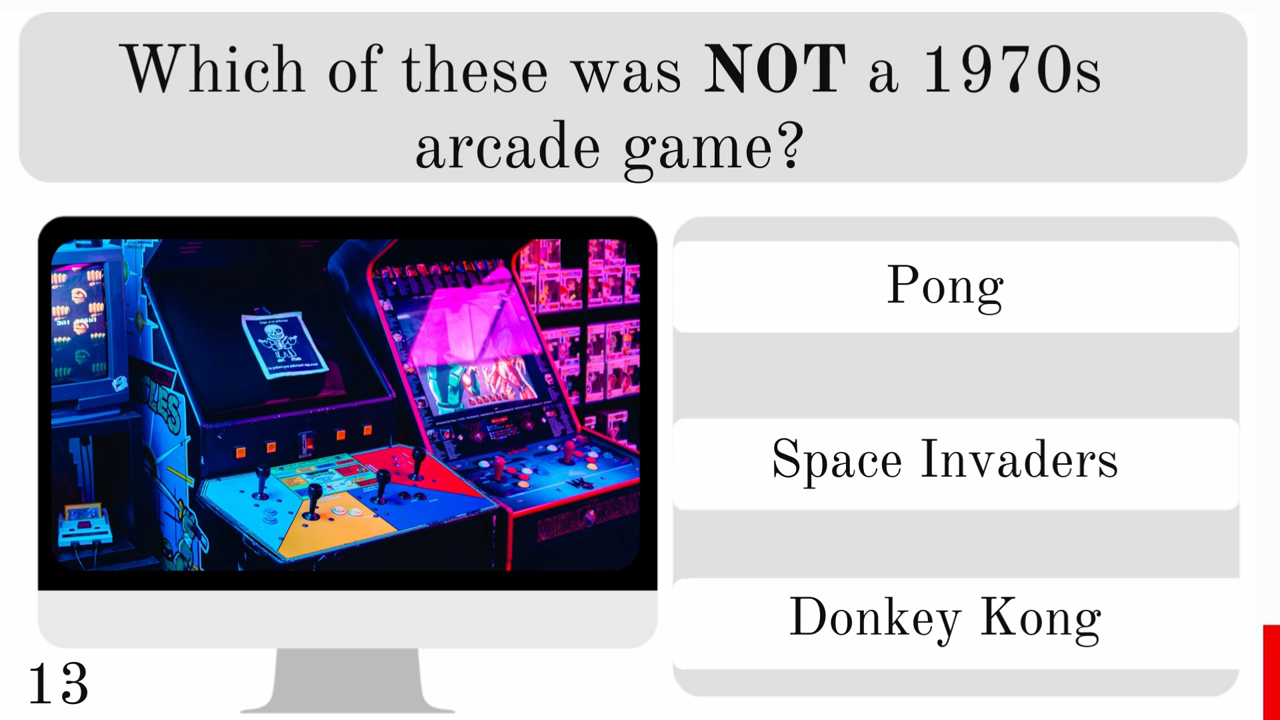 Which of these was NOT a 1970s
arcade game?
Pong
Space Invaders
Donkey Kong
13